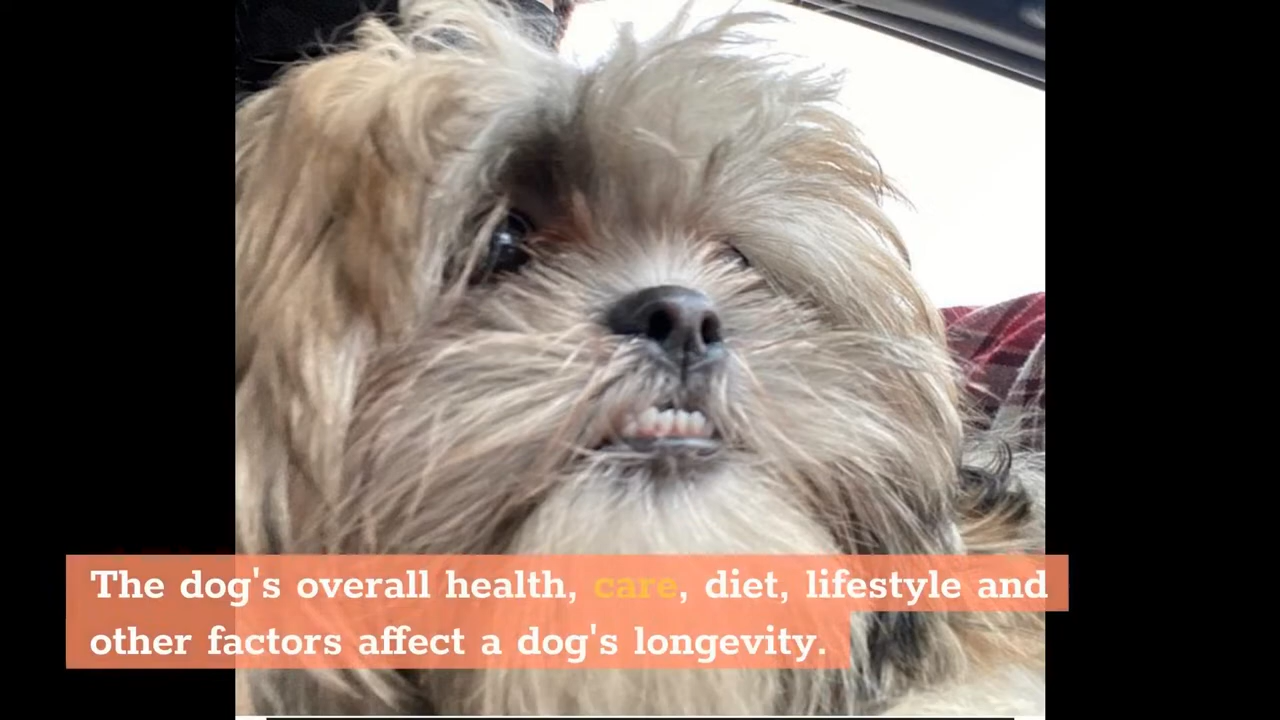 The dog's overall health, care, diet, lifestyle and
other factors affect a dog's longevity.